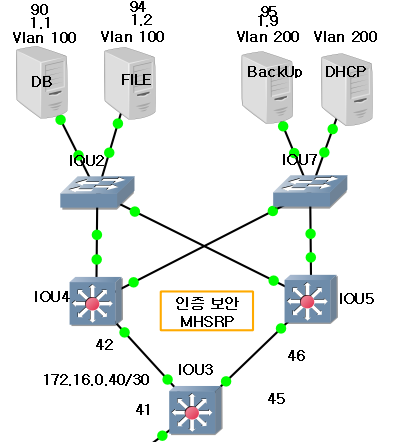 90
1.1
Vlan 100
94
1.2
Vlan 100
95
1.9
Vlan 200
Vlan 200
DB
FILE
BackUp
DHCP
IOU2
IOU7
IOU4
IOU5
인증 보안
MHSRP
42
46
IOU3
172.16.0.40/30
41
45